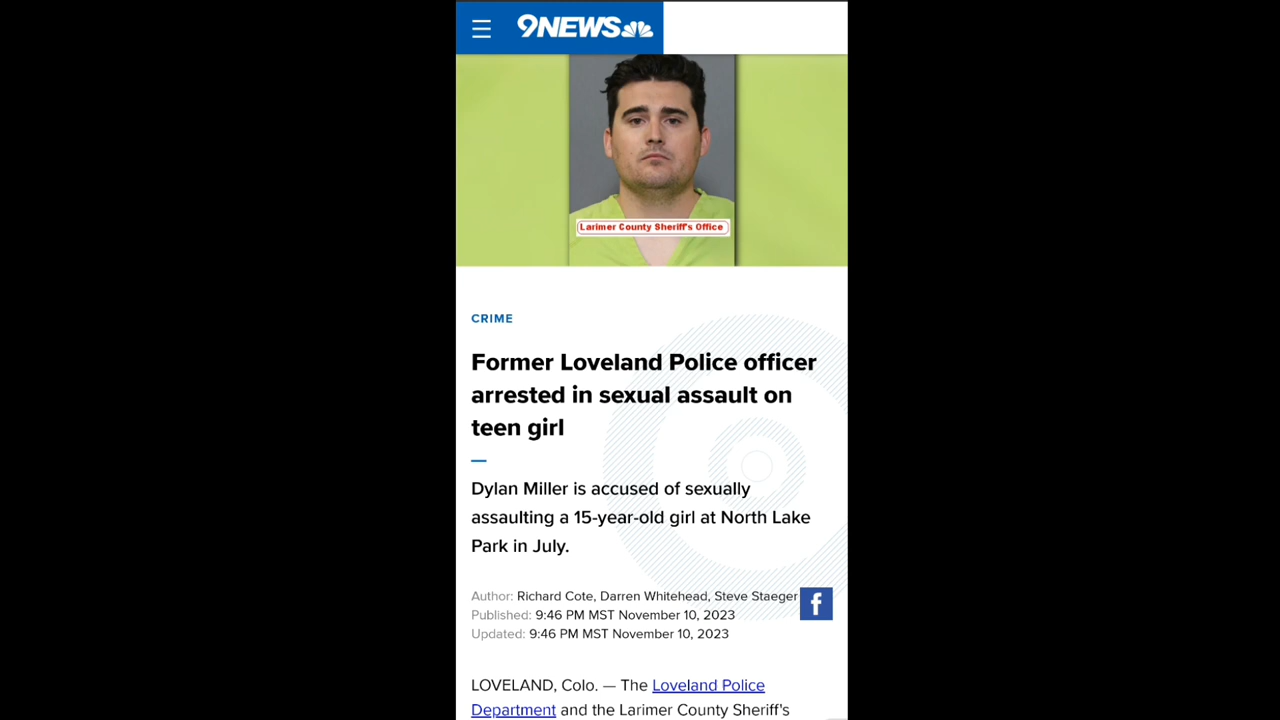 9NEWS
Larimer County Sheriff's Office
CRIME
Former Loveland Police officer
arrested in sexual assault on
teen girl
Dylan Miller is accused of sexually
assaulting a 15-year-old girl at North Lake
Park in July.
Author: Richard Cote, Darren Whitehead, Steve Staeger
Published: 9:46 PM MST November 10, 2023
Updated: 9:46 PM MST November 10, 2023
LOVELAND, Colo. — The Loveland Police
Department and the Larimer County Sheriff's